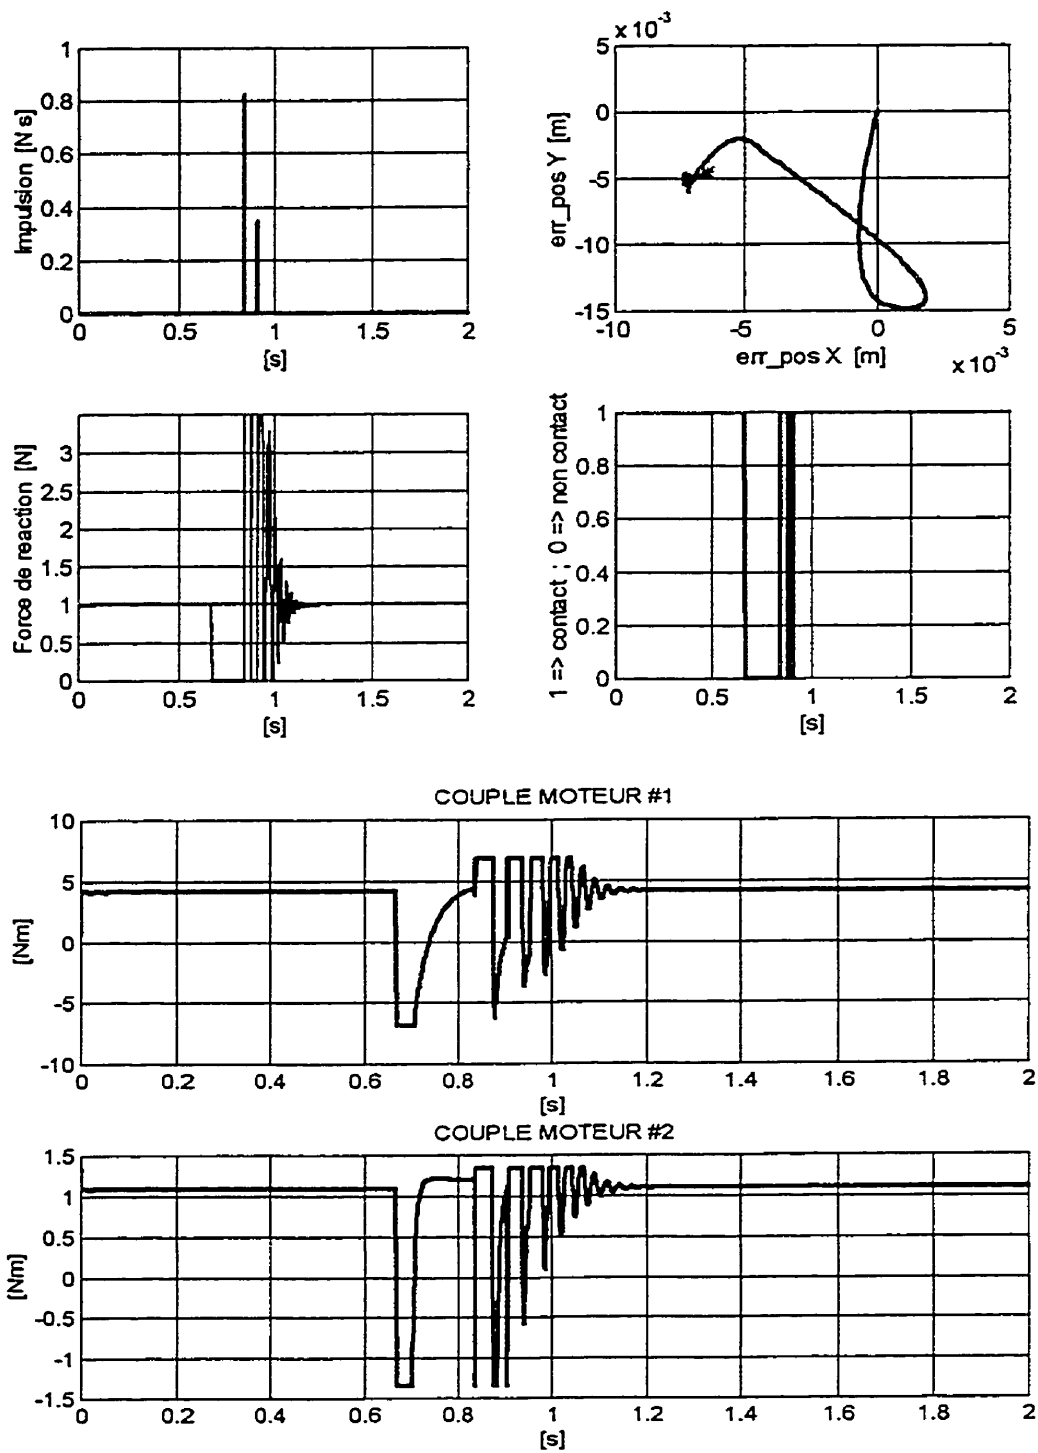 1
0.8
0.6
0.4
0.2
0
Impulsion [N s]
0 0.5 1 1.5 2
[s]
x 10-3
5
0
-5
-10
-15
err_pos Y [m]
-10 -5 0 5
err_pos X [m]
x 10-3
3
2.5
2
1.5
1
0.5
0
Force de reaction [N]
0 0.5 1 1.5 2
[s]
1
0.8
0.6
0.4
0.2
0
1 => contact ; 0 => non contact
0 0.5 1 1.5 2
[s]
COUPLE MOTEUR #1
10
5
0
-5
-10
[Nm]
0 0.2 0.4 0.6 0.8 1 1.2 1.4 1.6 1.8 2
[s]
COUPLE MOTEUR #2
1.5
1
0.5
0
-0.5
-1
-1.5
[Nm]
0 0.2 0.4 0.6 0.8 1 1.2 1.4 1.6 1.8 2
[s]